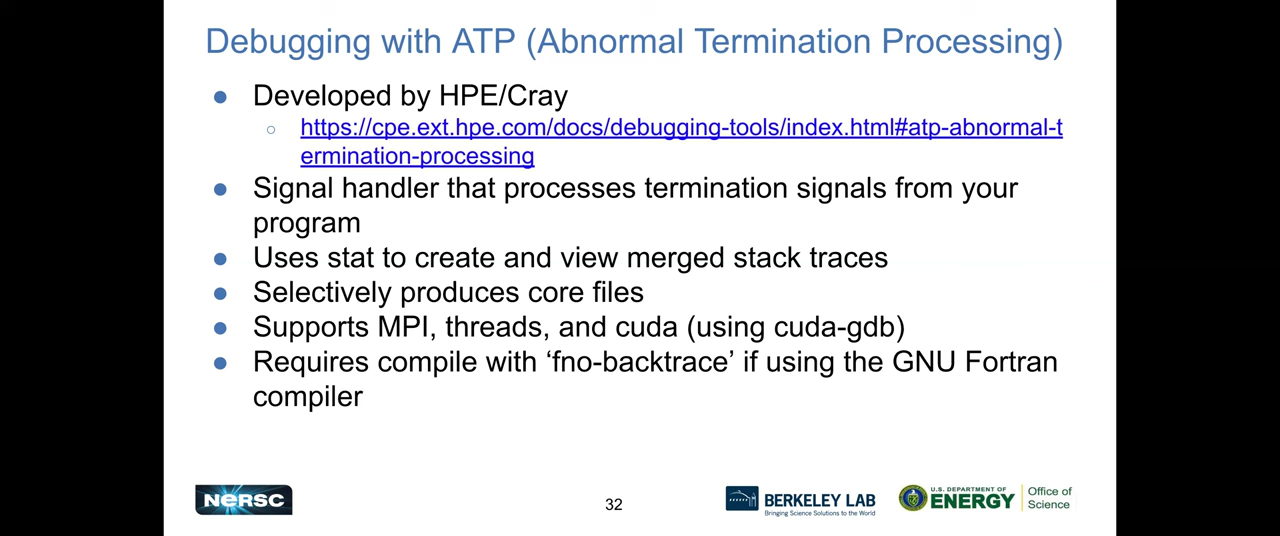 Debugging with ATP (Abnormal Termination Processing)
● Developed by HPE/Cray
○ https://cpe.ext.hpe.com/docs/debugging-tools/index.html#atp-abnormal-t
ermination-processing
● Signal handler that processes termination signals from your
program
● Uses stat to create and view merged stack traces
● Selectively produces core files
● Supports MPI, threads, and cuda (using cuda-gdb)
● Requires compile with ‘fno-backtrace’ if using the GNU Fortran
compiler
NERSC
32
BERKELEY LAB
Bringing Science Solutions to the World
U.S. DEPARTMENT OF
ENERGY
Office of
Science